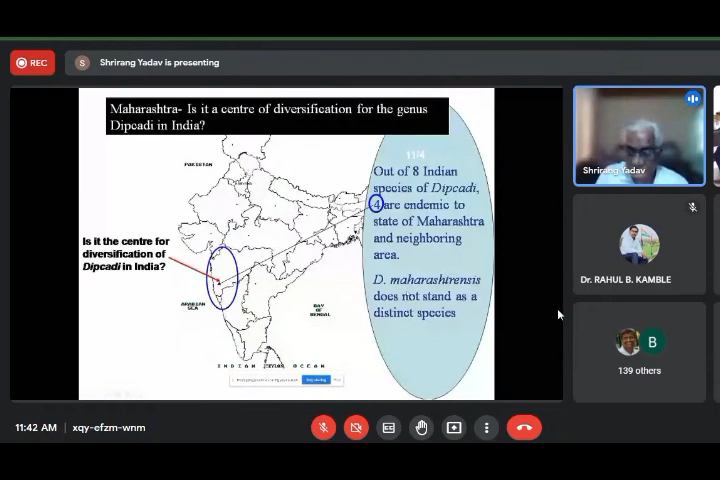 REC
S
Shrirang Yadav is presenting
Maharashtra- Is it a centre of diversification for the genus
Dipcadi in India?
PAKISTAN
11/4
Out of 8 Indian
species of Dipcadi,
4 are endemic to
state of Maharashtra
and neighboring
area.
D. maharashtrensis
does not stand as a
distinct species
Is it the centre for
diversification of
Dipcadi in India?
ARABIAN
SEA
BAY
OF
BENGAL
INDIAN OCEAN
Shrirang Yadav
Dr. RAHUL B. KAMBLE
B
139 others
11:42 AM | xqy-efzm-wnm